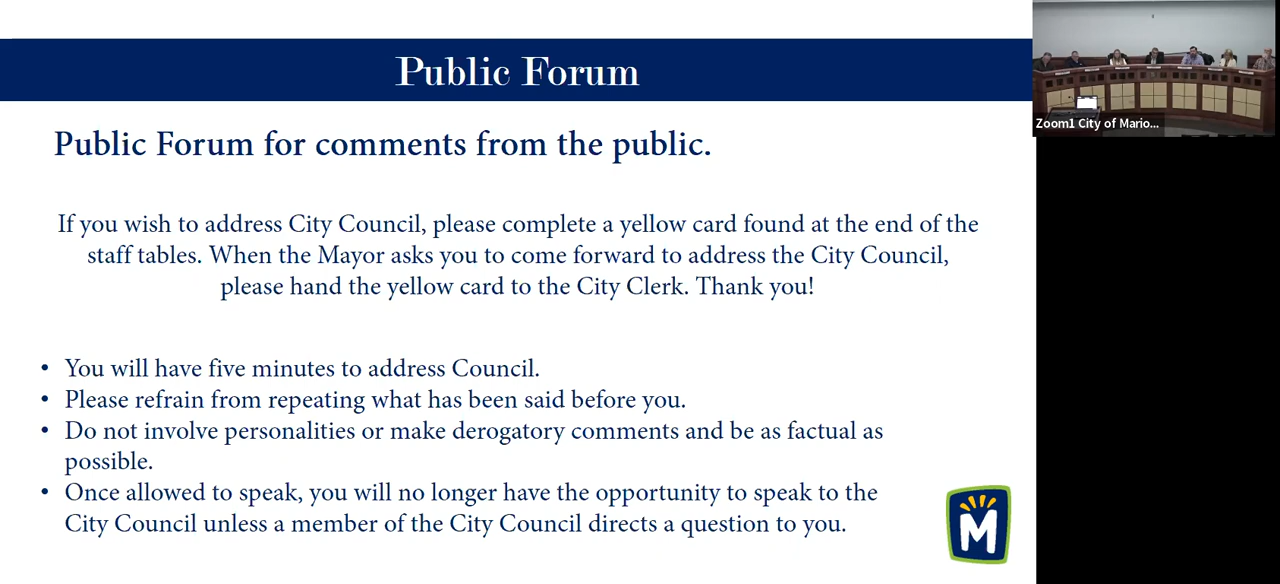 Public Forum
Public Forum for comments from the public.
If you wish to address City Council, please complete a yellow card found at the end of the
staff tables. When the Mayor asks you to come forward to address the City Council,
please hand the yellow card to the City Clerk. Thank you!
• You will have five minutes to address Council.
• Please refrain from repeating what has been said before you.
• Do not involve personalities or make derogatory comments and be as factual as
possible.
• Once allowed to speak, you will no longer have the opportunity to speak to the
City Council unless a member of the City Council directs a question to you.
M
Zoom1 City of Mario...